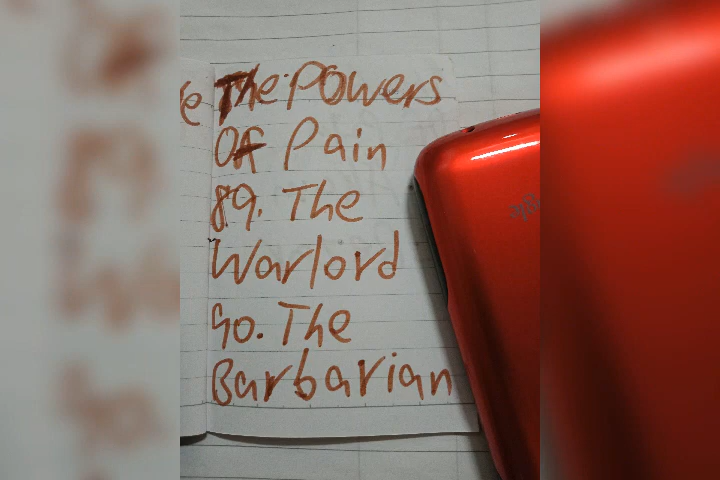 e The Powers
Of Pain
89. The
Warlord
90. The
Barbarian